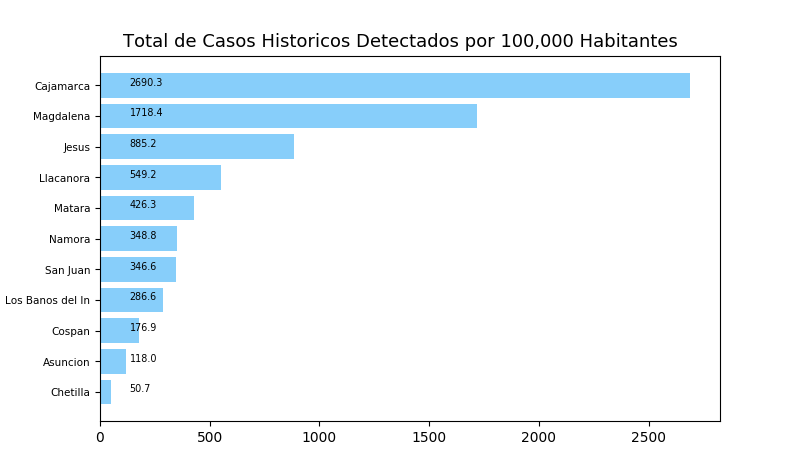 Total de Casos Historicos Detectados por 100,000 Habitantes
Cajamarca 2690.3
Magdalena 1718.4
Jesus 885.2
Llacanora 549.2
Matara 426.3
Namora 348.8
San Juan 346.6
Los Banos del In 286.6
Cospan 176.9
Asuncion 118.0
Chetilla 50.7
0 500 1000 1500 2000 2500